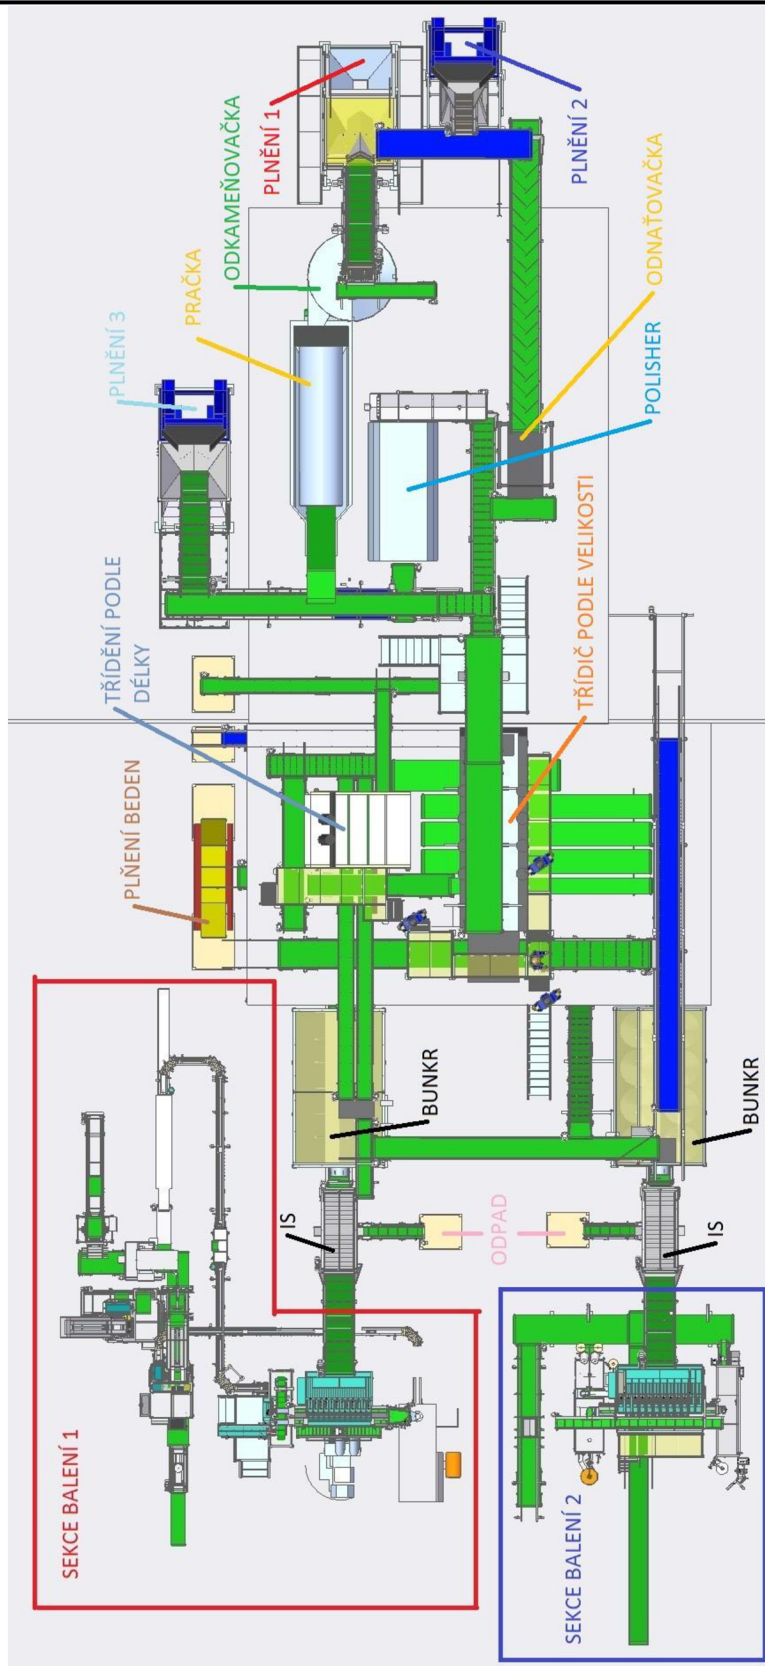 SEKCE BALENÍ 1
PLŇENÍ BEDEN
TŘÍDĚNÍ PODLE
DÉLKY
PLNĚNÍ 3
PRAČKA
ODKAMEŇOVAČKA
PLNĚNÍ 1
IS
BUNKR
ODPAD
SEKCE BALENÍ 2
TŘÍDIČ PODLE VELIKOSTI
PLNĚNÍ 2
POLISHER
ODNAŤOVAČKA
IS
BUNKR